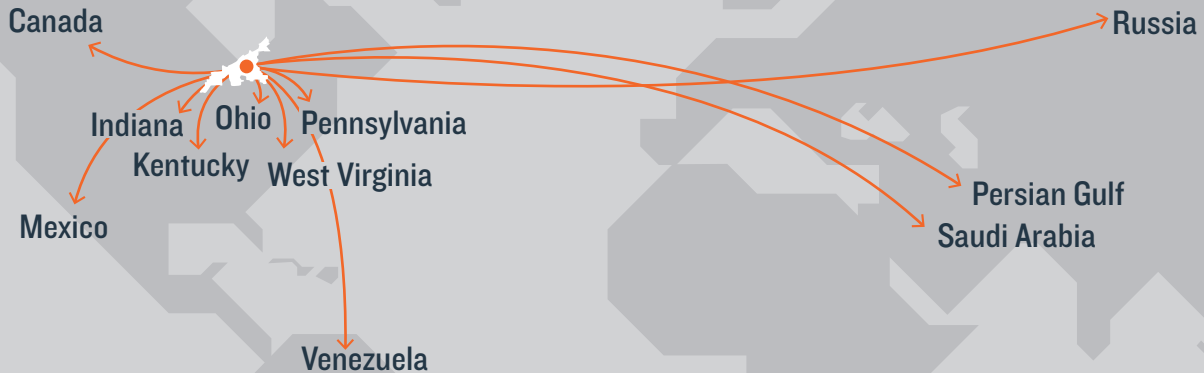 Canada
Russia
Indiana
Ohio
Pennsylvania
Kentucky
West Virginia
Persian Gulf
Mexico
Saudi Arabia
Venezuela